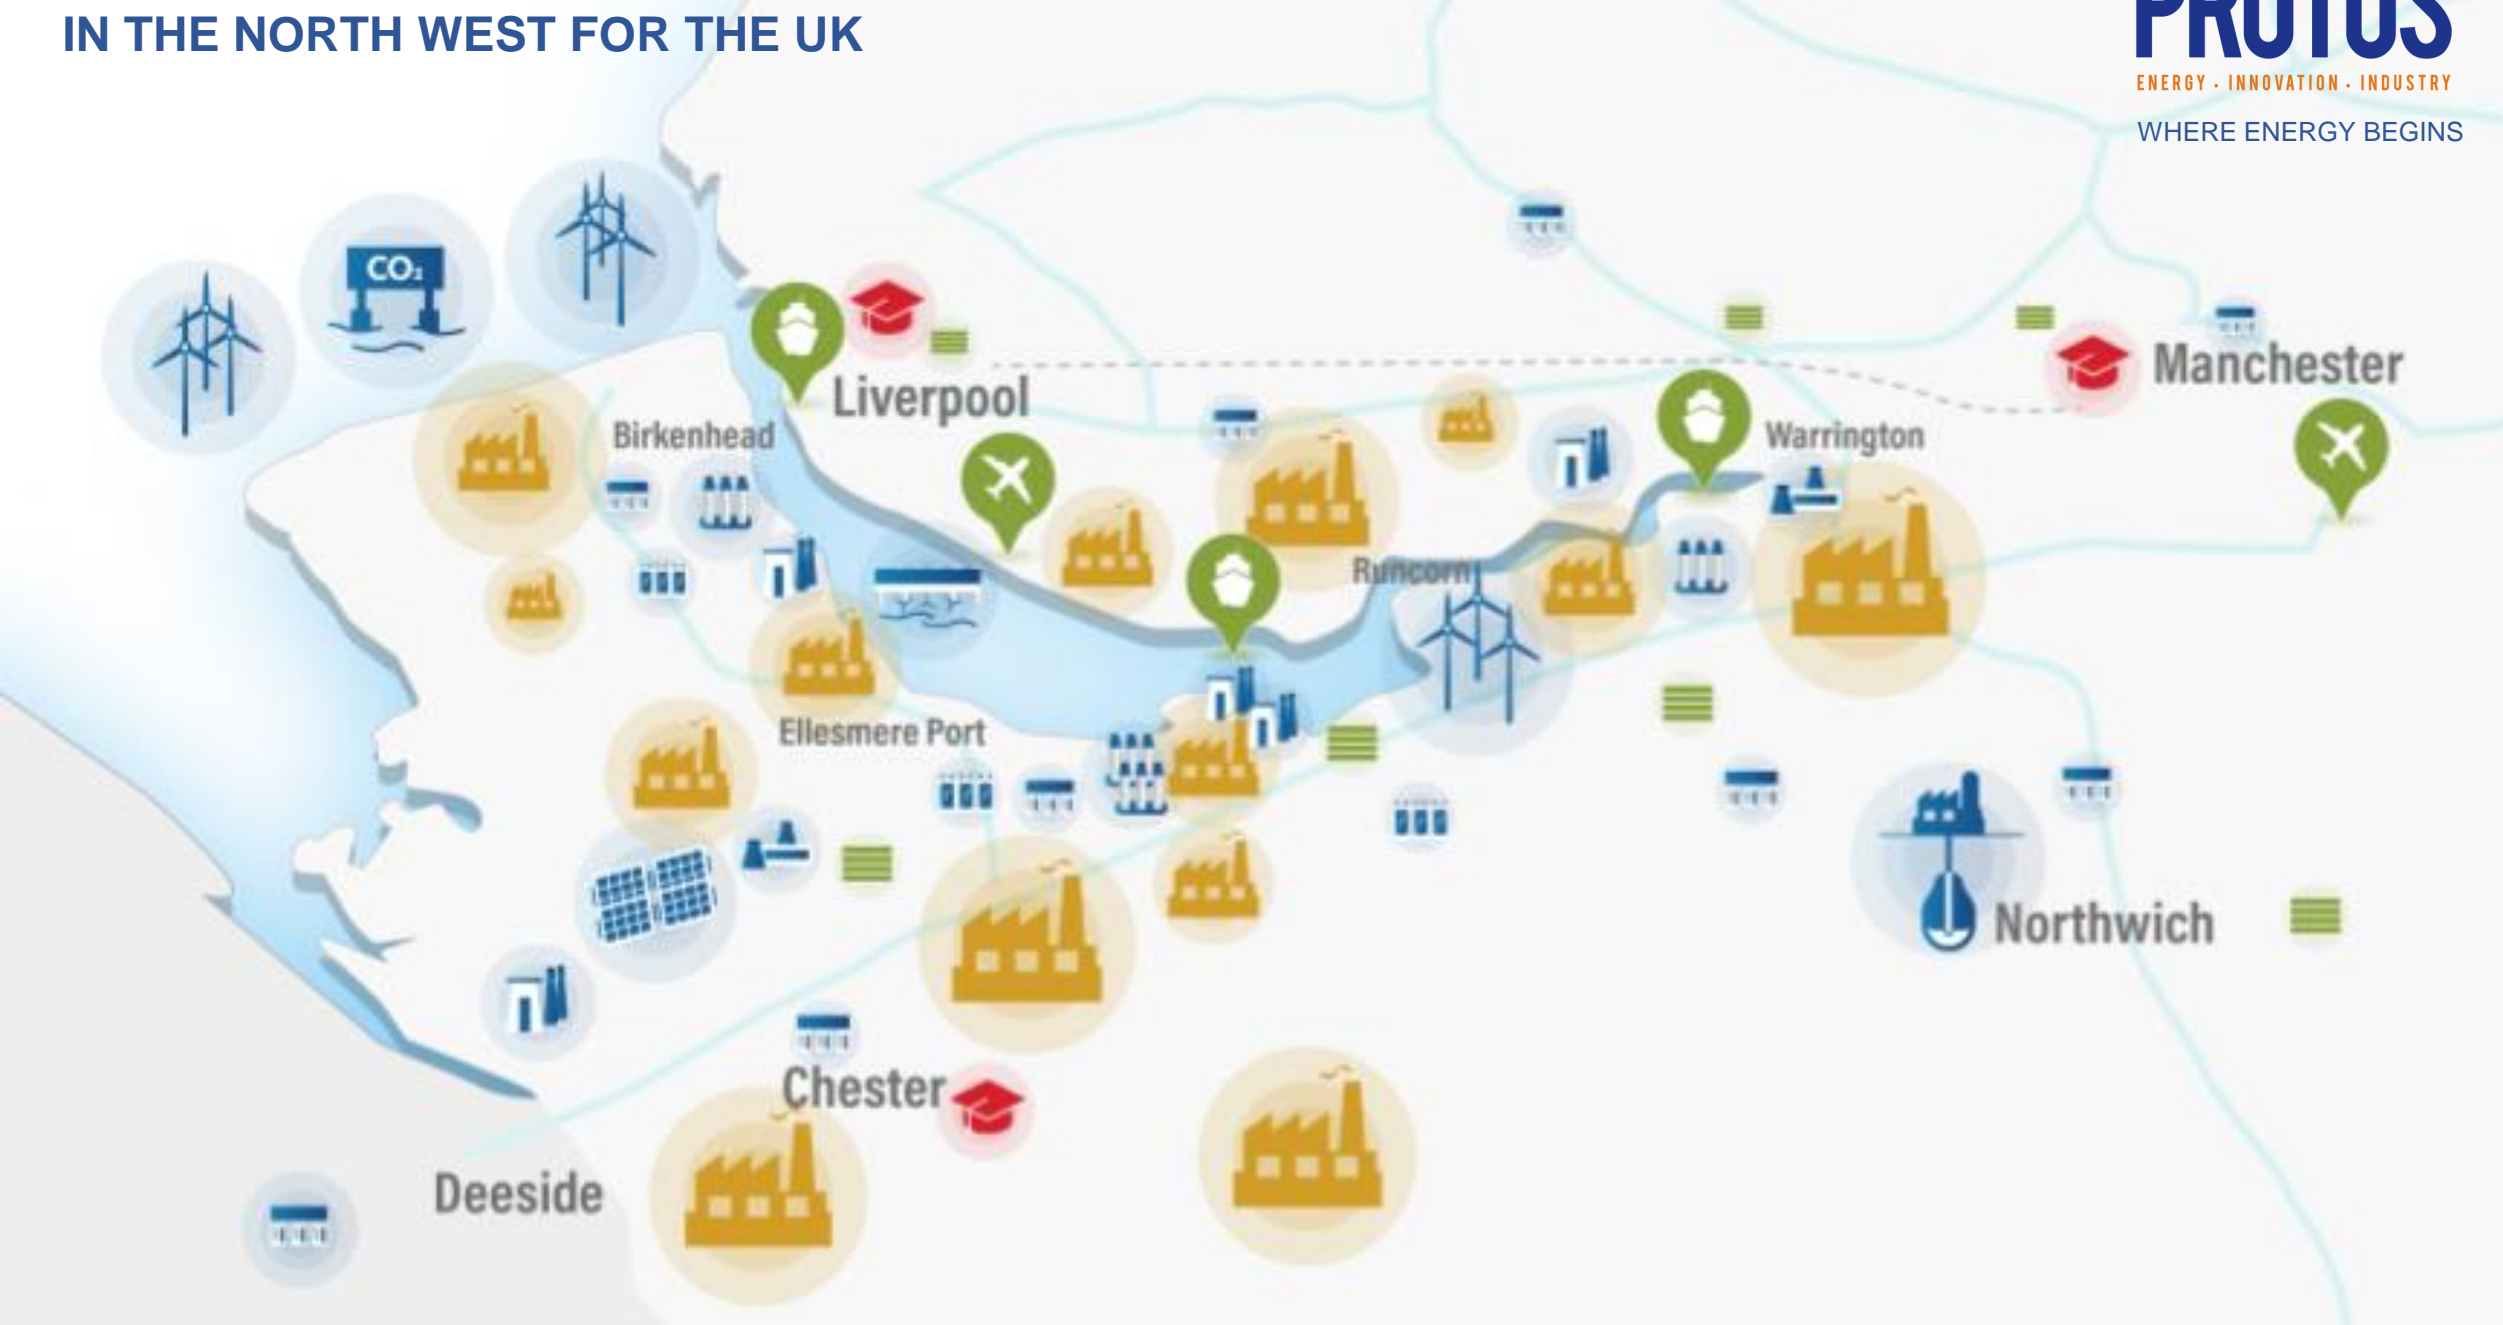 IN THE NORTH WEST FOR THE UK
PROTOS
ENERGY · INNOVATION · INDUSTRY
WHERE ENERGY BEGINS
CO₂
Liverpool
Manchester
Birkenhead
Warrington
Runcorn
Ellesmere Port
Northwich
Chester
Deeside